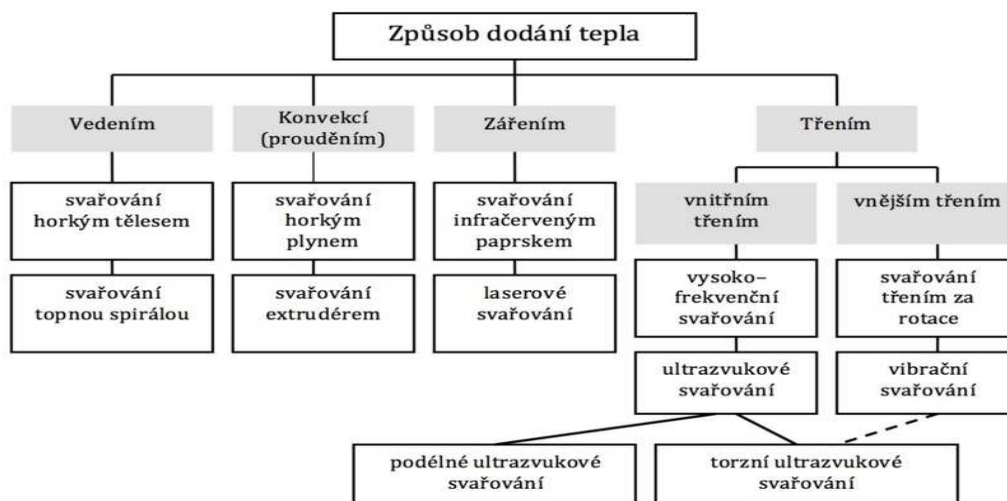 Způsob dodání tepla
Vedením
Konvekcí
(prouděním)
Zářením
Třením
svařování
horkým tělesem
svařování
horkým
plynem
svařování
infračerveným
paprskem
vnitřním
třením
vnějším třením
svařování
topnou spirálou
svařování
extrudérem
laserové
svařování
vysoko–
frekvenční
svařování
svařování
třením za
rotace
ultrazvukové
svařování
vibrační
svařování
podélné ultrazvukové
svařování
torzní ultrazvukové
svařování